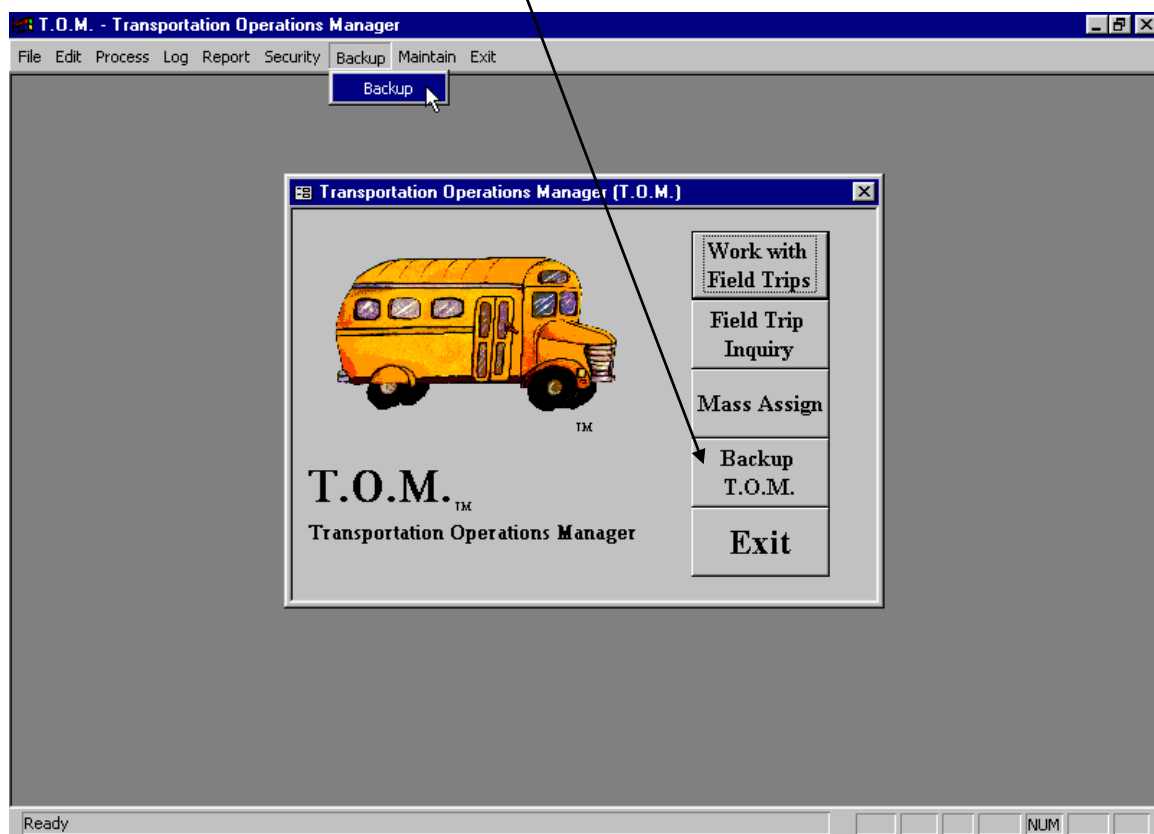 T.O.M. - Transportation Operations Manager
File Edit Process Log Report Security Backup Maintain Exit
Backup
Transportation Operations Manager (T.O.M.)
Work with
Field Trips
Field Trip
Inquiry
Mass Assign
Backup
T.O.M.
Exit
TM
T.O.M.TM
Transportation Operations Manager
Ready
NUM